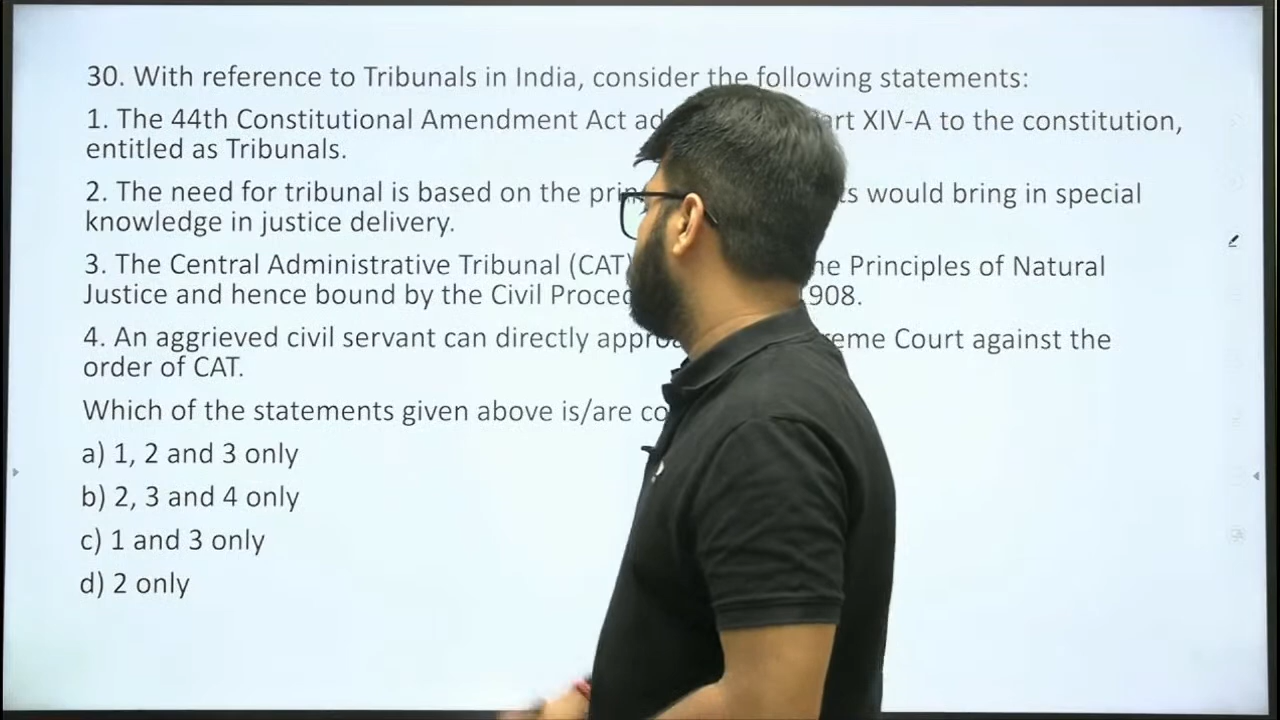 30. With reference to Tribunals in India, consider the following statements:
1. The 44th Constitutional Amendment Act XIV-A to the constitution,
entitled as Tribunals.
2. The need for tribunal is based on the would bring in special
knowledge in justice delivery.
3. The Central Administrative Tribunal (CAT) Principles of Natural
Justice and hence bound by the Civil
4. An aggrieved civil servant can directly Court against the
order of CAT.
Which of the statements given above is/are
a) 1, 2 and 3 only
b) 2, 3 and 4 only
c) 1 and 3 only
d) 2 only